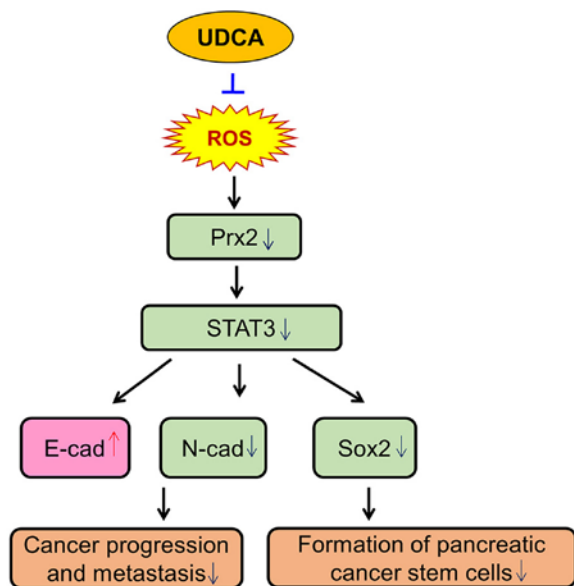 UDCA
ROS
Prx2↓
STAT3↓
E-cad↑
N-cad↓
Sox2↓
Cancer progression
and metastasis↓
Formation of pancreatic
cancer stem cells↓